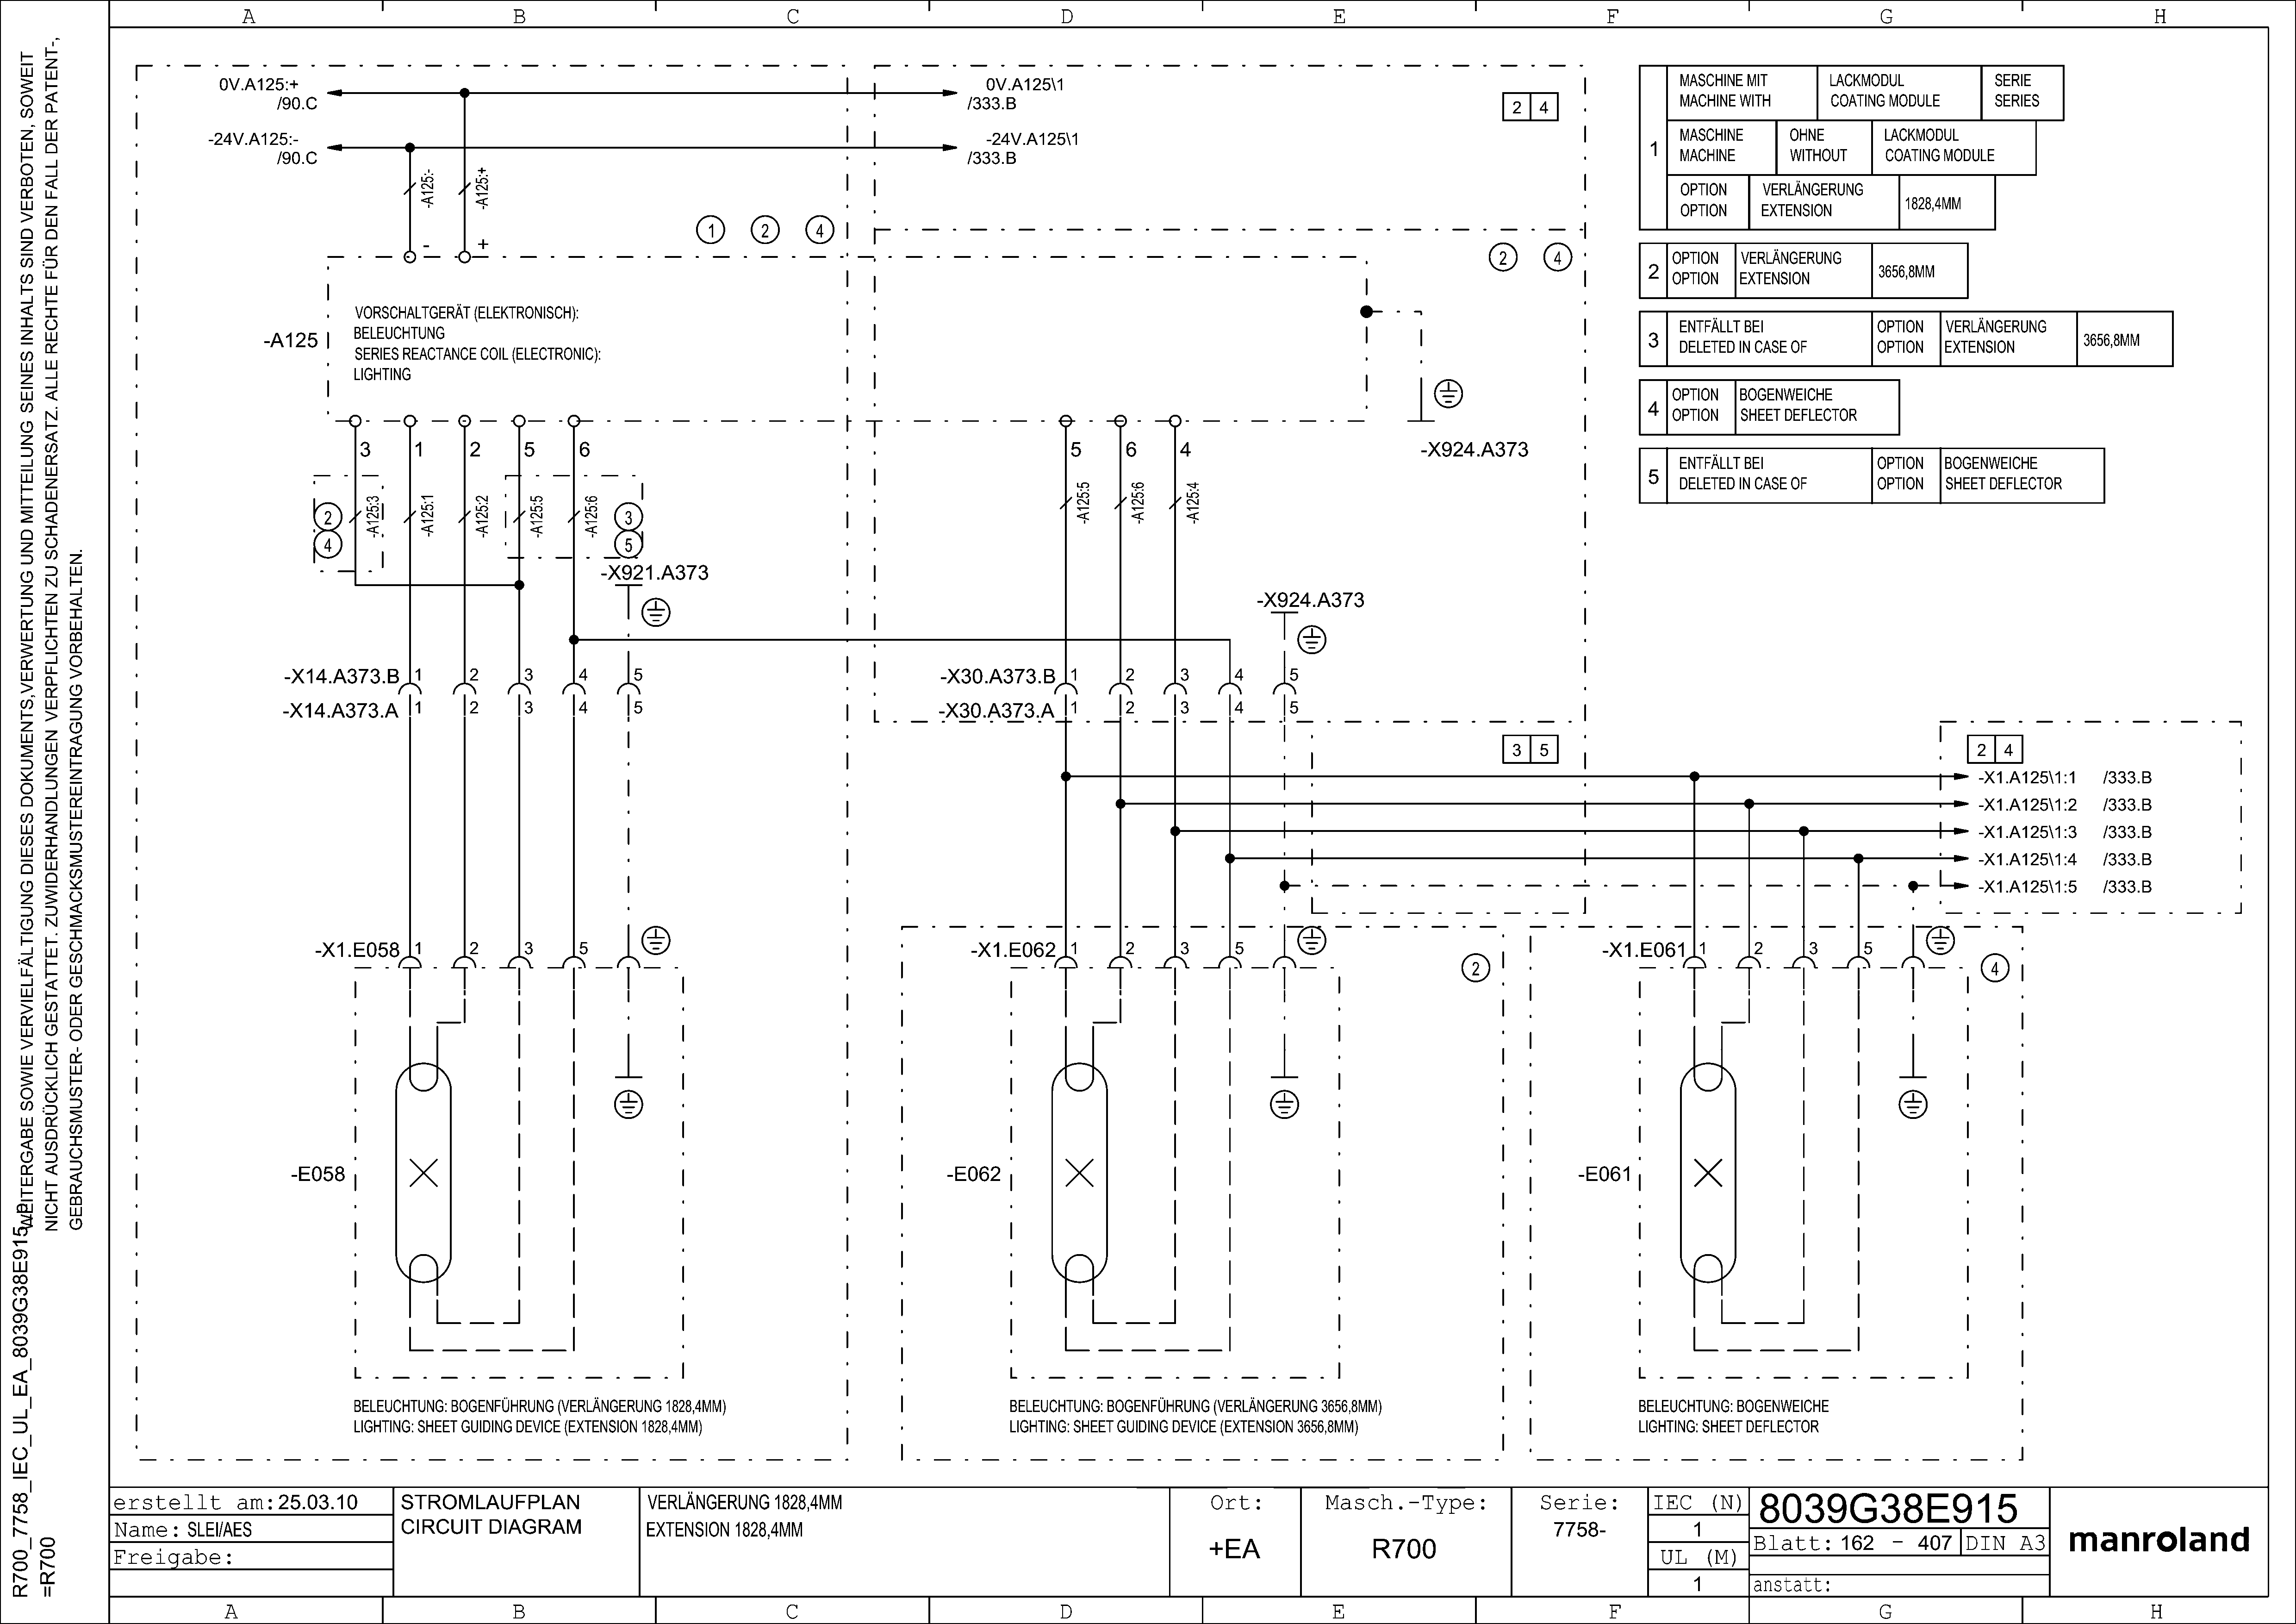 A B C D E F G H
WEITERGABE SOWIE VERVIELFÄLTIGUNG DIESES DOKUMENTS,VERWERTUNG UND MITTEILUNG SEINES INHALTS SIND VERBOTEN, SOWEIT
NICHT AUSDRÜCKLICH GESTATTET. ZUWIDERHANDLUNGEN VERPFLICHTEN ZU SCHADENERSATZ. ALLE RECHTE FÜR DEN FALL DER PATENT-,
GEBRAUCHSMUSTER- ODER GESCHMACKSMUSTEREINTRAGUNG VORBEHALTEN.
R700_7758_IEC_UL_EA_8039G38E915_
=R700
0V.A125:+
/90.C
-24V.A125:-
/90.C
0V.A125\1
/333.B
-24V.A125\1
/333.B
2 4
-A125:-
-A125:+
- +
1 2 4
2 4
-A125
VORSCHALTGERÄT (ELEKTRONISCH):
BELEUCHTUNG
SERIES REACTANCE COIL (ELECTRONIC):
LIGHTING
-X924.A373
3 1 2 5 6
5 6 4
2
4
-A125:3
-A125:1
-A125:2
-A125:5
-A125:6
3
5
-A125:5
-A125:6
-A125:4
-X921.A373
-X924.A373
-X14.A373.B 1 2 3 4 5
-X14.A373.A 1 2 3 4 5
-X30.A373.B 1 2 3 4 5
-X30.A373.A 1 2 3 4 5
1
MASCHINE MIT LACKMODUL SERIE
MACHINE WITH COATING MODULE SERIES
MASCHINE OHNE LACKMODUL
MACHINE WITHOUT COATING MODULE
OPTION VERLÄNGERUNG 1828,4MM
OPTION EXTENSION
2
OPTION VERLÄNGERUNG 3656,8MM
OPTION EXTENSION
3
ENTFÄLLT BEI OPTION VERLÄNGERUNG 3656,8MM
DELETED IN CASE OF OPTION EXTENSION
4
OPTION BOGENWEICHE
OPTION SHEET DEFLECTOR
5
ENTFÄLLT BEI OPTION BOGENWEICHE
DELETED IN CASE OF OPTION SHEET DEFLECTOR
3 5
2 4
-X1.A125\1:1 /333.B
-X1.A125\1:2 /333.B
-X1.A125\1:3 /333.B
-X1.A125\1:4 /333.B
-X1.A125\1:5 /333.B
-X1.E058 1 2 3 5
-X1.E062 1 2 3 5
2
-X1.E061 1 2 3 5
4
-E058
-E062
-E061
BELEUCHTUNG: BOGENFÜHRUNG (VERLÄNGERUNG 1828,4MM)
LIGHTING: SHEET GUIDING DEVICE (EXTENSION 1828,4MM)
BELEUCHTUNG: BOGENFÜHRUNG (VERLÄNGERUNG 3656,8MM)
LIGHTING: SHEET GUIDING DEVICE (EXTENSION 3656,8MM)
BELEUCHTUNG: BOGENWEICHE
LIGHTING: SHEET DEFLECTOR
erstellt am:25.03.10
Name: SLEI/AES
Freigabe:
STROMLAUFPLAN
CIRCUIT DIAGRAM
VERLÄNGERUNG 1828,4MM
EXTENSION 1828,4MM
Ort:
+EA
Masch.-Type:
R700
Serie:
7758-
IEC (N)
1
UL (M)
1
8039G38E915
Blatt: 162 - 407 DIN A3
anstatt:
manroland
A B C D E F G H